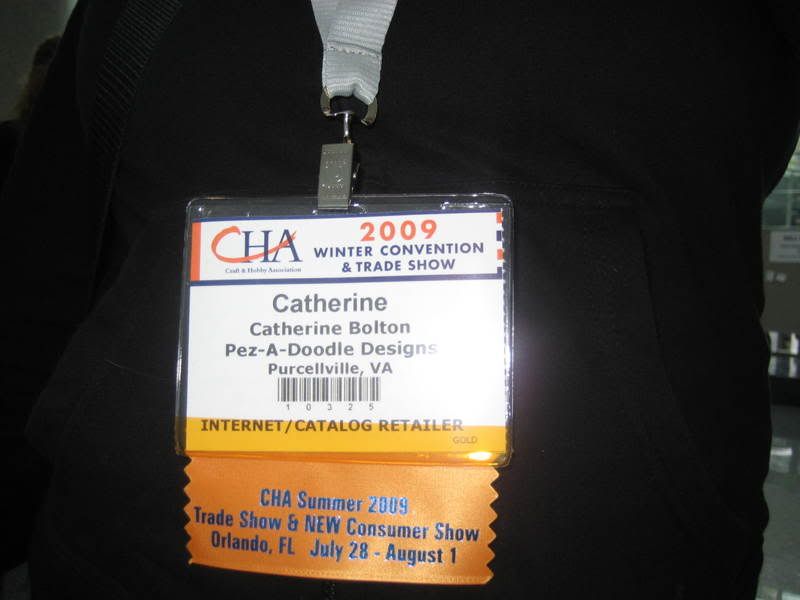 CHA
Craft & Hobby Association
2009
WINTER CONVENTION
& TRADE SHOW
Catherine
Catherine Bolton
Pez-A-Doodle Designs
Purcellville, VA
10325
INTERNET/CATALOG RETAILER
GOLD
CHA Summer 2009
Trade Show & NEW Consumer Show
Orlando, FL July 28 - August 1